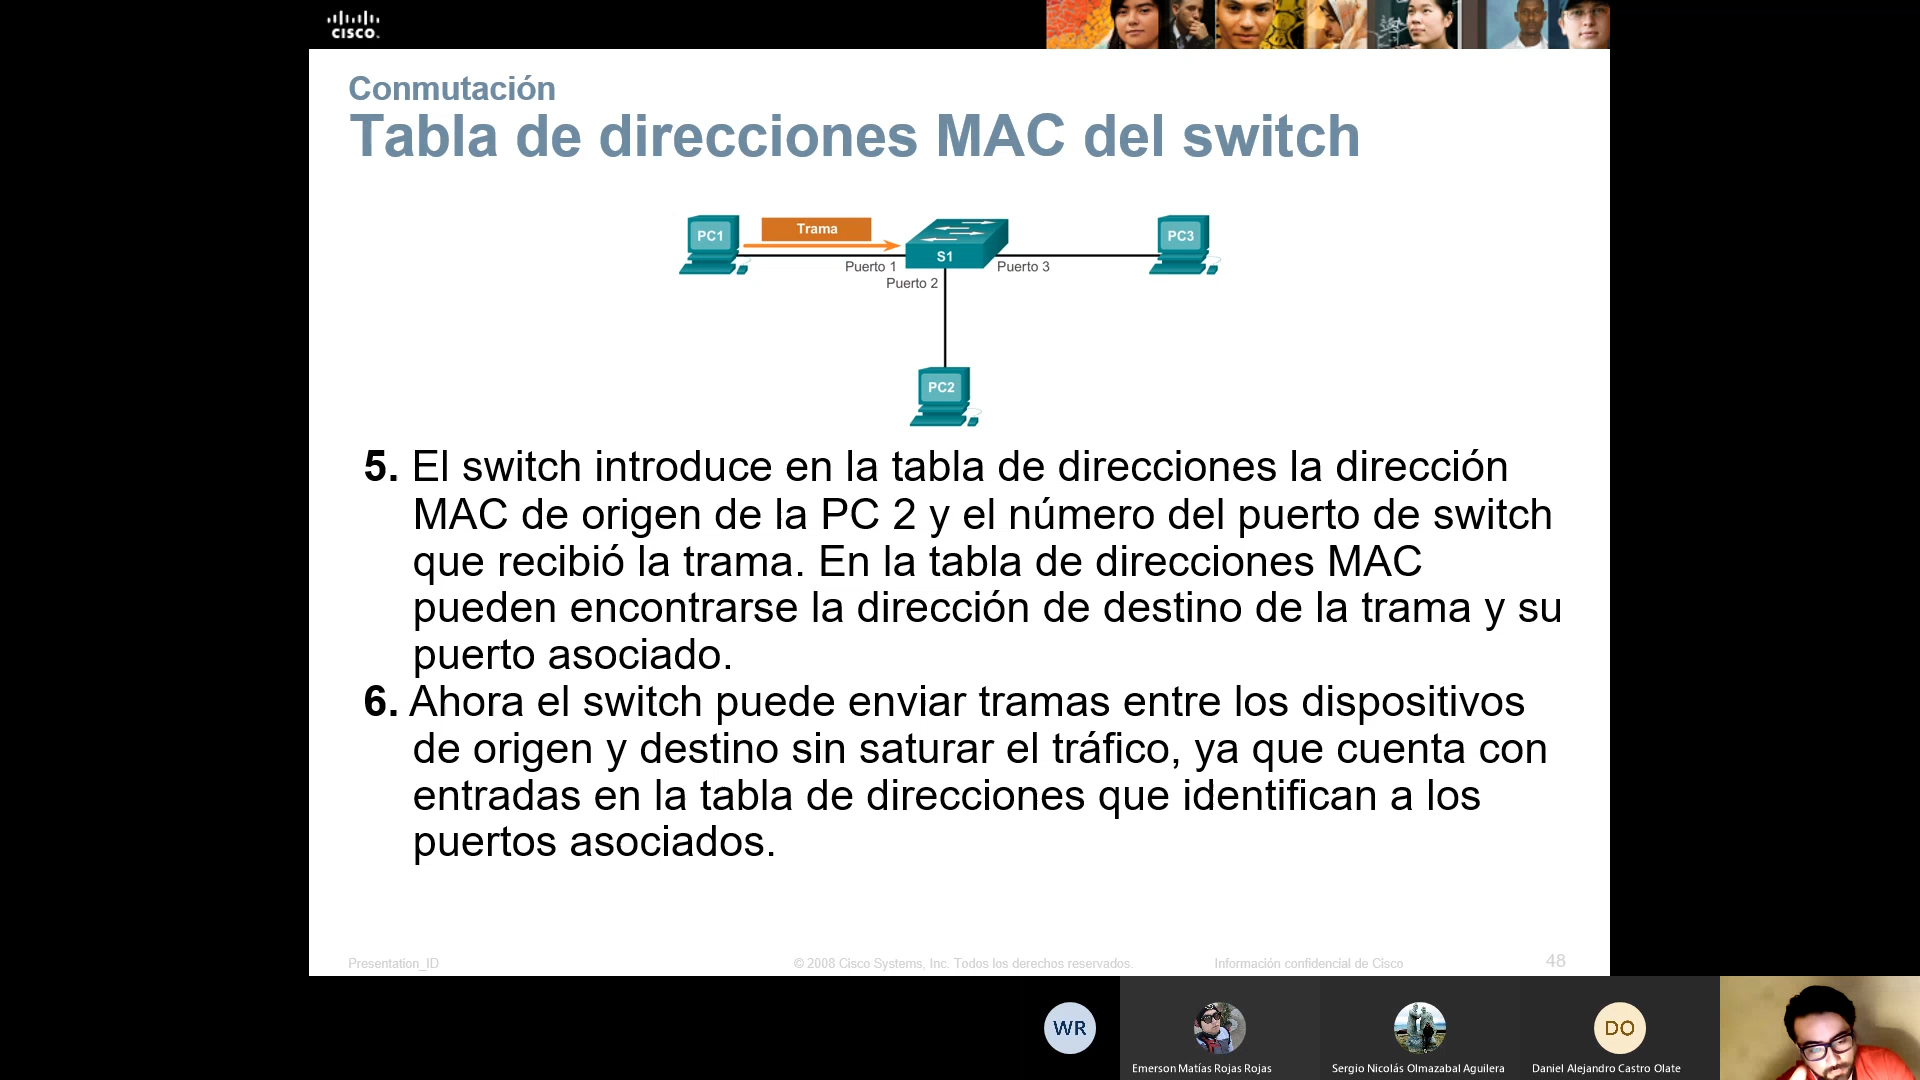 CISCO.
Conmutación
Tabla de direcciones MAC del switch
PC1
Trama
S1
PC3
Puerto 1
Puerto 3
Puerto 2
PC2
5. El switch introduce en la tabla de direcciones la dirección
MAC de origen de la PC 2 y el número del puerto de switch
que recibió la trama. En la tabla de direcciones MAC
pueden encontrarse la dirección de destino de la trama y su
puerto asociado.
6. Ahora el switch puede enviar tramas entre los dispositivos
de origen y destino sin saturar el tráfico, ya que cuenta con
entradas en la tabla de direcciones que identifican a los
puertos asociados.
Presentation_ID
© 2008 Cisco Systems, Inc. Todos los derechos reservados.
Información confidencial de Cisco
48
WR
DO
Emerson Matías Rojas Rojas
Sergio Nicolás Olmazabal Aguilera
Daniel Alejandro Castro Olate